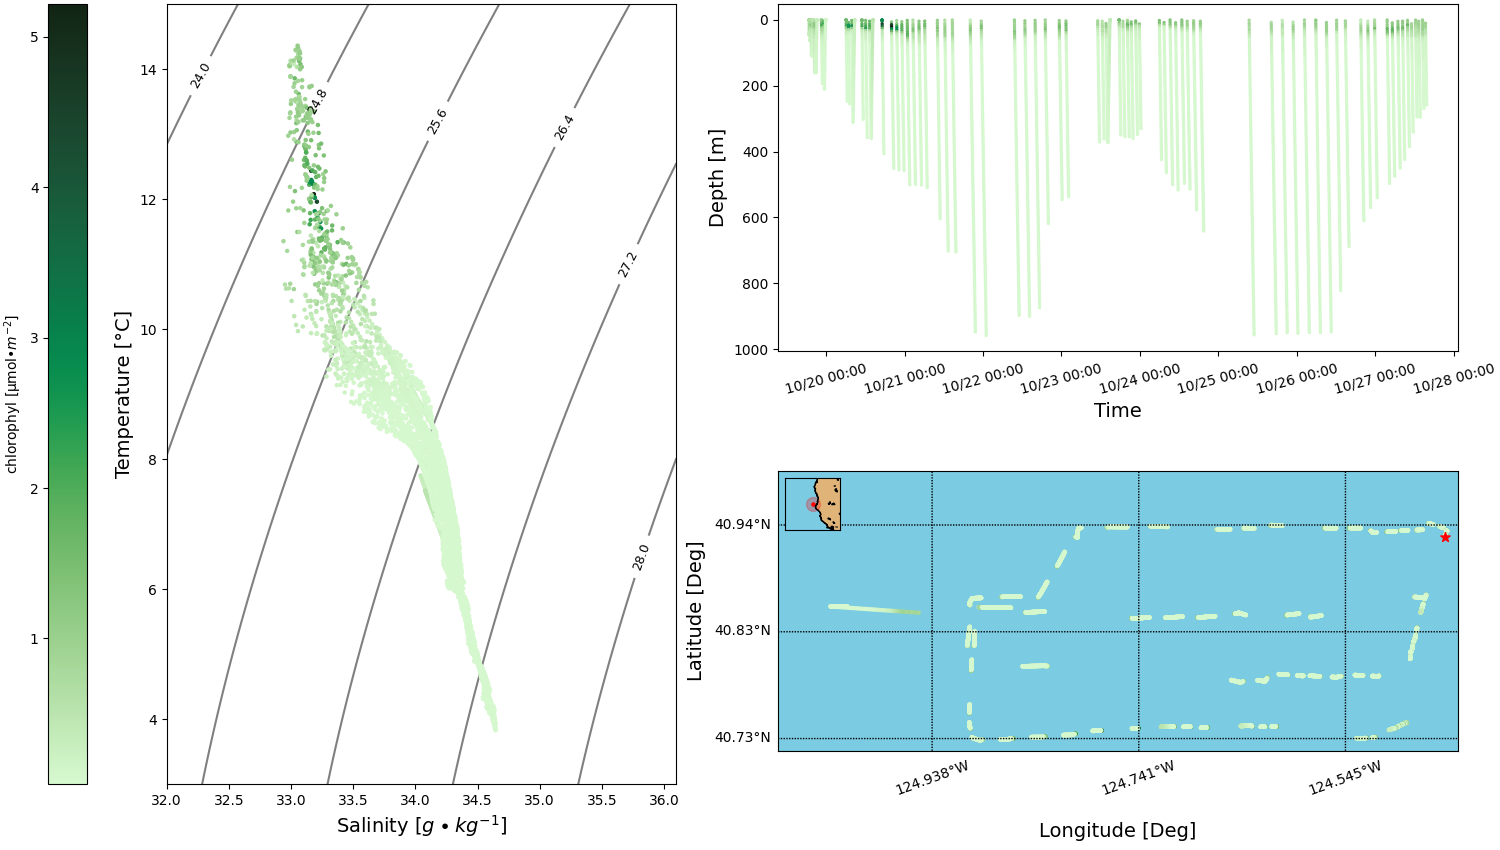 5
4
3
2
1
chlorophyl [μmol•m⁻²]
14
12
10
8
6
4
Temperature [°C]
24.0
24.8
25.6
26.4
27.2
28.0
32.0 32.5 33.0 33.5 34.0 34.5 35.0 35.5 36.0
Salinity [g • kg⁻¹]
0
200
400
600
800
1000
Depth [m]
10/20 00:00 10/21 00:00 10/22 00:00 10/23 00:00 10/24 00:00 10/25 00:00 10/26 00:00 10/27 00:00 10/28 00:00
Time
40.94°N
40.83°N
40.73°N
Latitude [Deg]
124.938°W 124.741°W 124.545°W
Longitude [Deg]